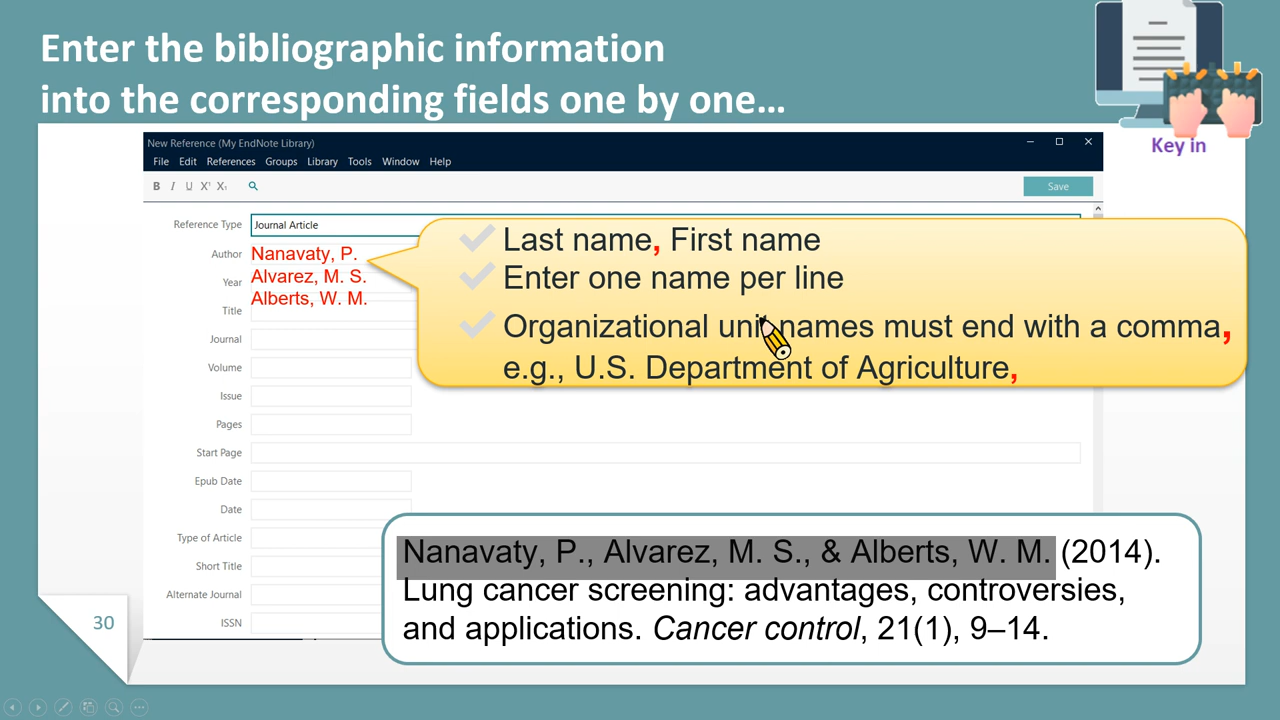 Enter the bibliographic information
into the corresponding fields one by one…
Key in
New Reference (My EndNote Library)
File Edit References Groups Library Tools Window Help
B I U X¹ X₁
Save
Reference Type Journal Article
Author Nanavaty, P.
Alvarez, M. S.
Year
Alberts, W. M.
Title
Journal
Volume
Issue
Pages
Start Page
Epub Date
Date
Type of Article
Short Title
Alternate Journal
ISSN
Last name, First name
Enter one name per line
Organizational unit names must end with a comma,
e.g., U.S. Department of Agriculture,
Nanavaty, P., Alvarez, M. S., & Alberts, W. M. (2014).
Lung cancer screening: advantages, controversies,
and applications. Cancer control, 21(1), 9–14.
30